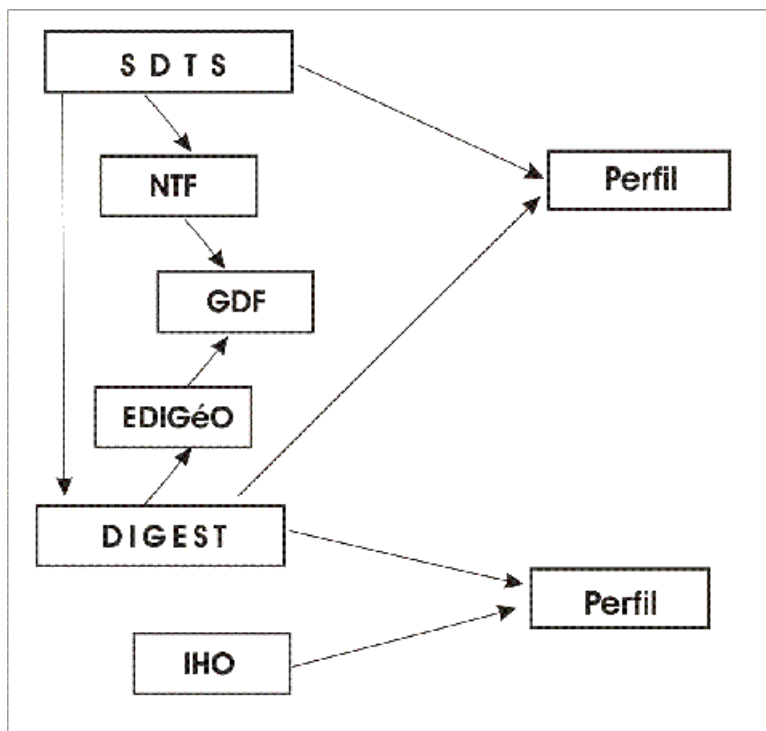 SDTS
NTF
Perfil
GDF
EDIGéO
DIGEST
Perfil
IHO